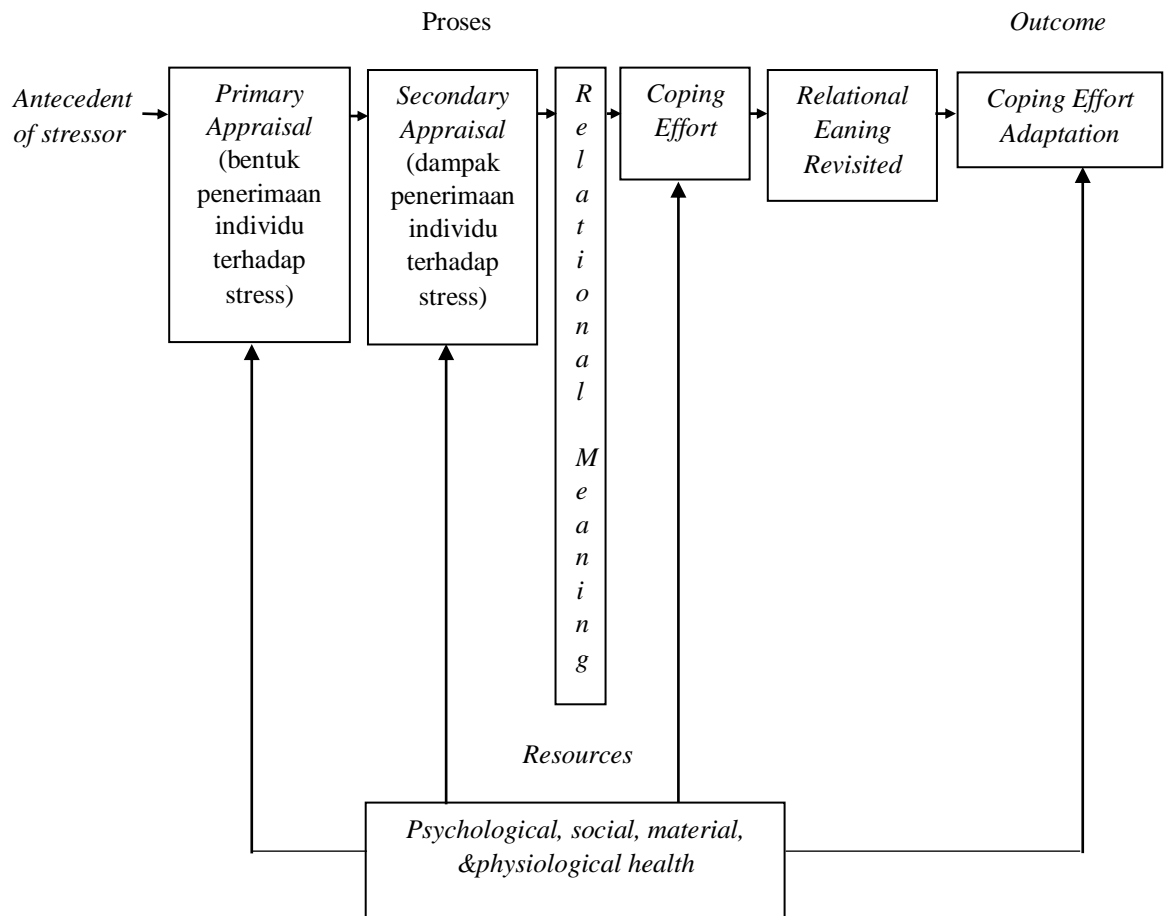 Proses
Outcome
Antecedent
of stressor
Primary
Appraisal
(bentuk
penerimaan
individu
terhadap
stress)
Secondary
Appraisal
(dampak
penerimaan
individu
terhadap
stress)
R
e
l
a
t
i
o
n
a
l
M
e
a
n
i
n
g
Coping
Effort
Relational
Eaning
Revisited
Coping Effort
Adaptation
Resources
Psychological, social, material,
&physiological health